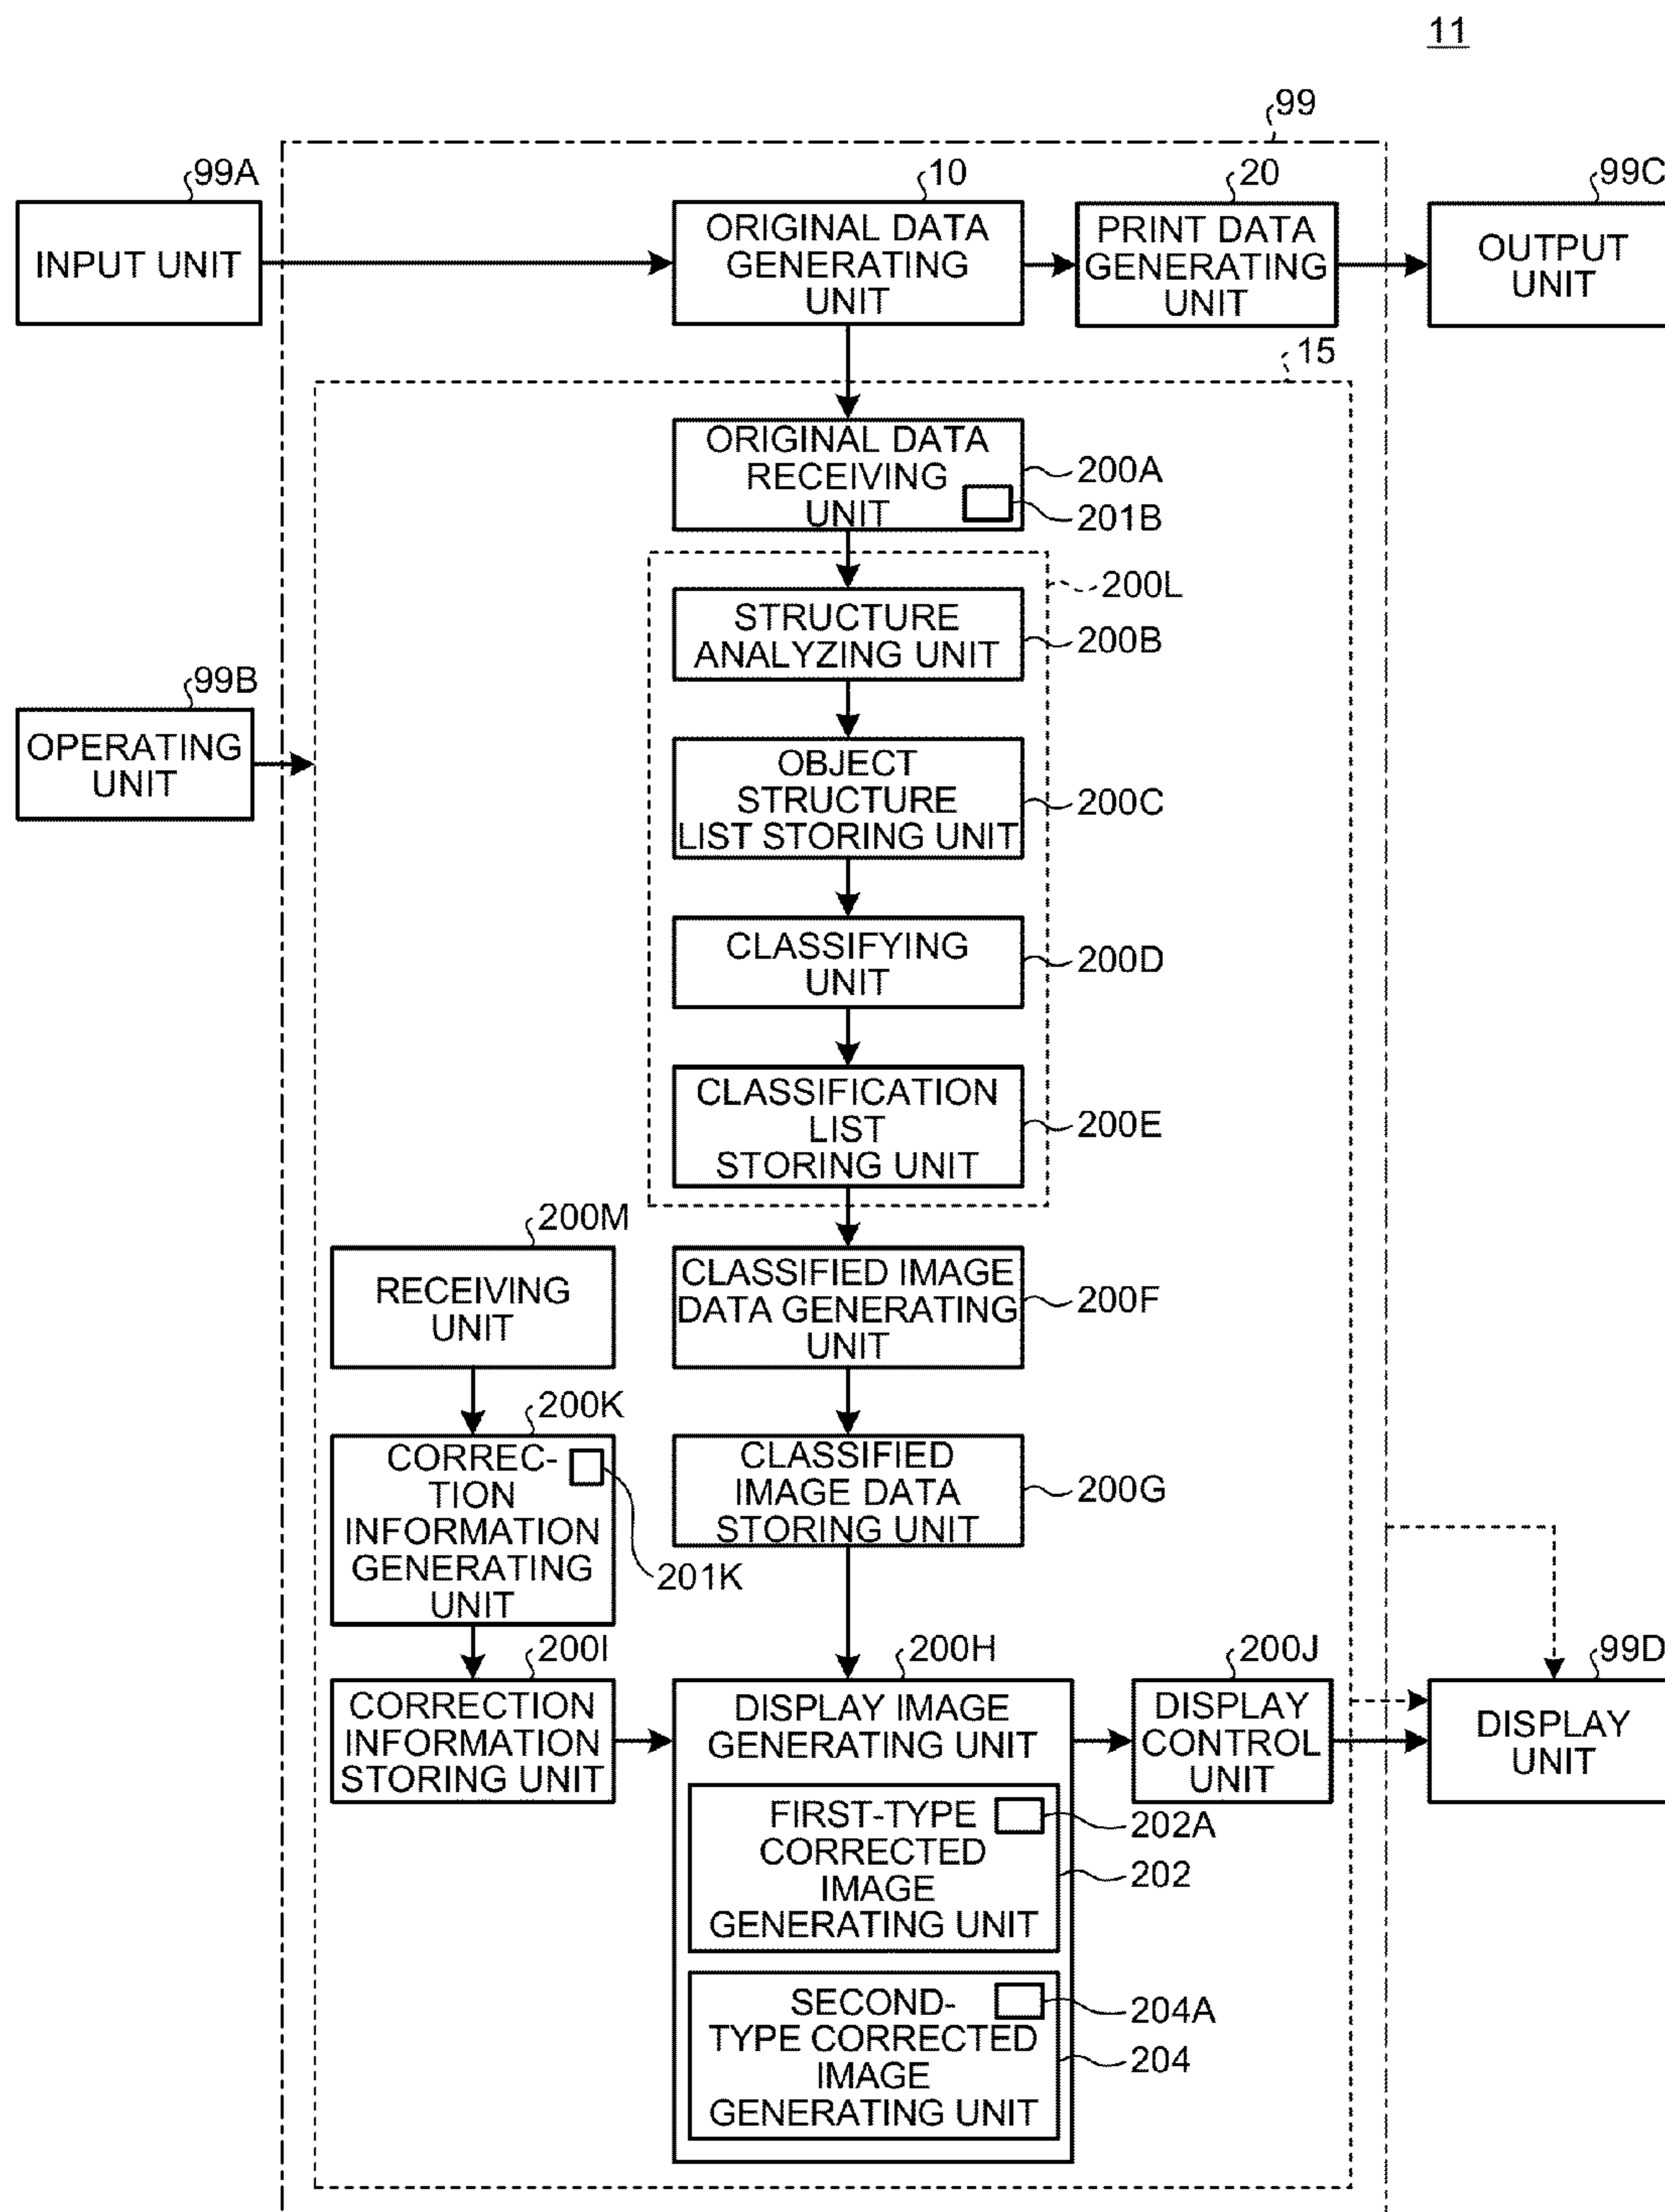 11
99
99A
10
20
99C
INPUT UNIT
ORIGINAL DATA
GENERATING
UNIT
PRINT DATA
GENERATING
UNIT
OUTPUT
UNIT
15
ORIGINAL DATA
RECEIVING
UNIT
200A
201B
200L
STRUCTURE
ANALYZING UNIT
200B
99B
OPERATING
UNIT
OBJECT
STRUCTURE
LIST STORING UNIT
200C
CLASSIFYING
UNIT
200D
CLASSIFICATION
LIST
STORING UNIT
200E
200M
RECEIVING
UNIT
CLASSIFIED IMAGE
DATA GENERATING
UNIT
200F
200K
CORREC-
TION
INFORMATION
GENERATING
UNIT
201K
CLASSIFIED
IMAGE DATA
STORING UNIT
200G
200I
200H
200J
99D
CORRECTION
INFORMATION
STORING UNIT
DISPLAY IMAGE
GENERATING UNIT
DISPLAY
CONTROL
UNIT
DISPLAY
UNIT
FIRST-TYPE
CORRECTED
IMAGE
GENERATING UNIT
202A
202
SECOND-
TYPE CORRECTED
IMAGE
GENERATING UNIT
204A
204